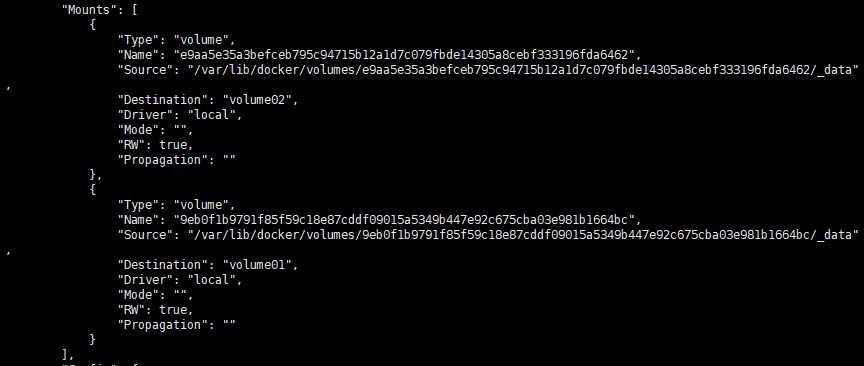 "Mounts": [
{
"Type": "volume",
"Name": "e9aa5e35a3befceb795c94715b12a1d7c079fbde14305a8cebf333196fda6462",
"Source": "/var/lib/docker/volumes/e9aa5e35a3befceb795c94715b12a1d7c079fbde14305a8cebf333196fda6462/_data"
,
"Destination": "volume02",
"Driver": "local",
"Mode": "",
"RW": true,
"Propagation": ""
},
{
"Type": "volume",
"Name": "9eb0f1b9791f85f59c18e87cddf09015a5349b447e92c675cba03e981b1664bc",
"Source": "/var/lib/docker/volumes/9eb0f1b9791f85f59c18e87cddf09015a5349b447e92c675cba03e981b1664bc/_data"
,
"Destination": "volume01",
"Driver": "local",
"Mode": "",
"RW": true,
"Propagation": ""
}
],